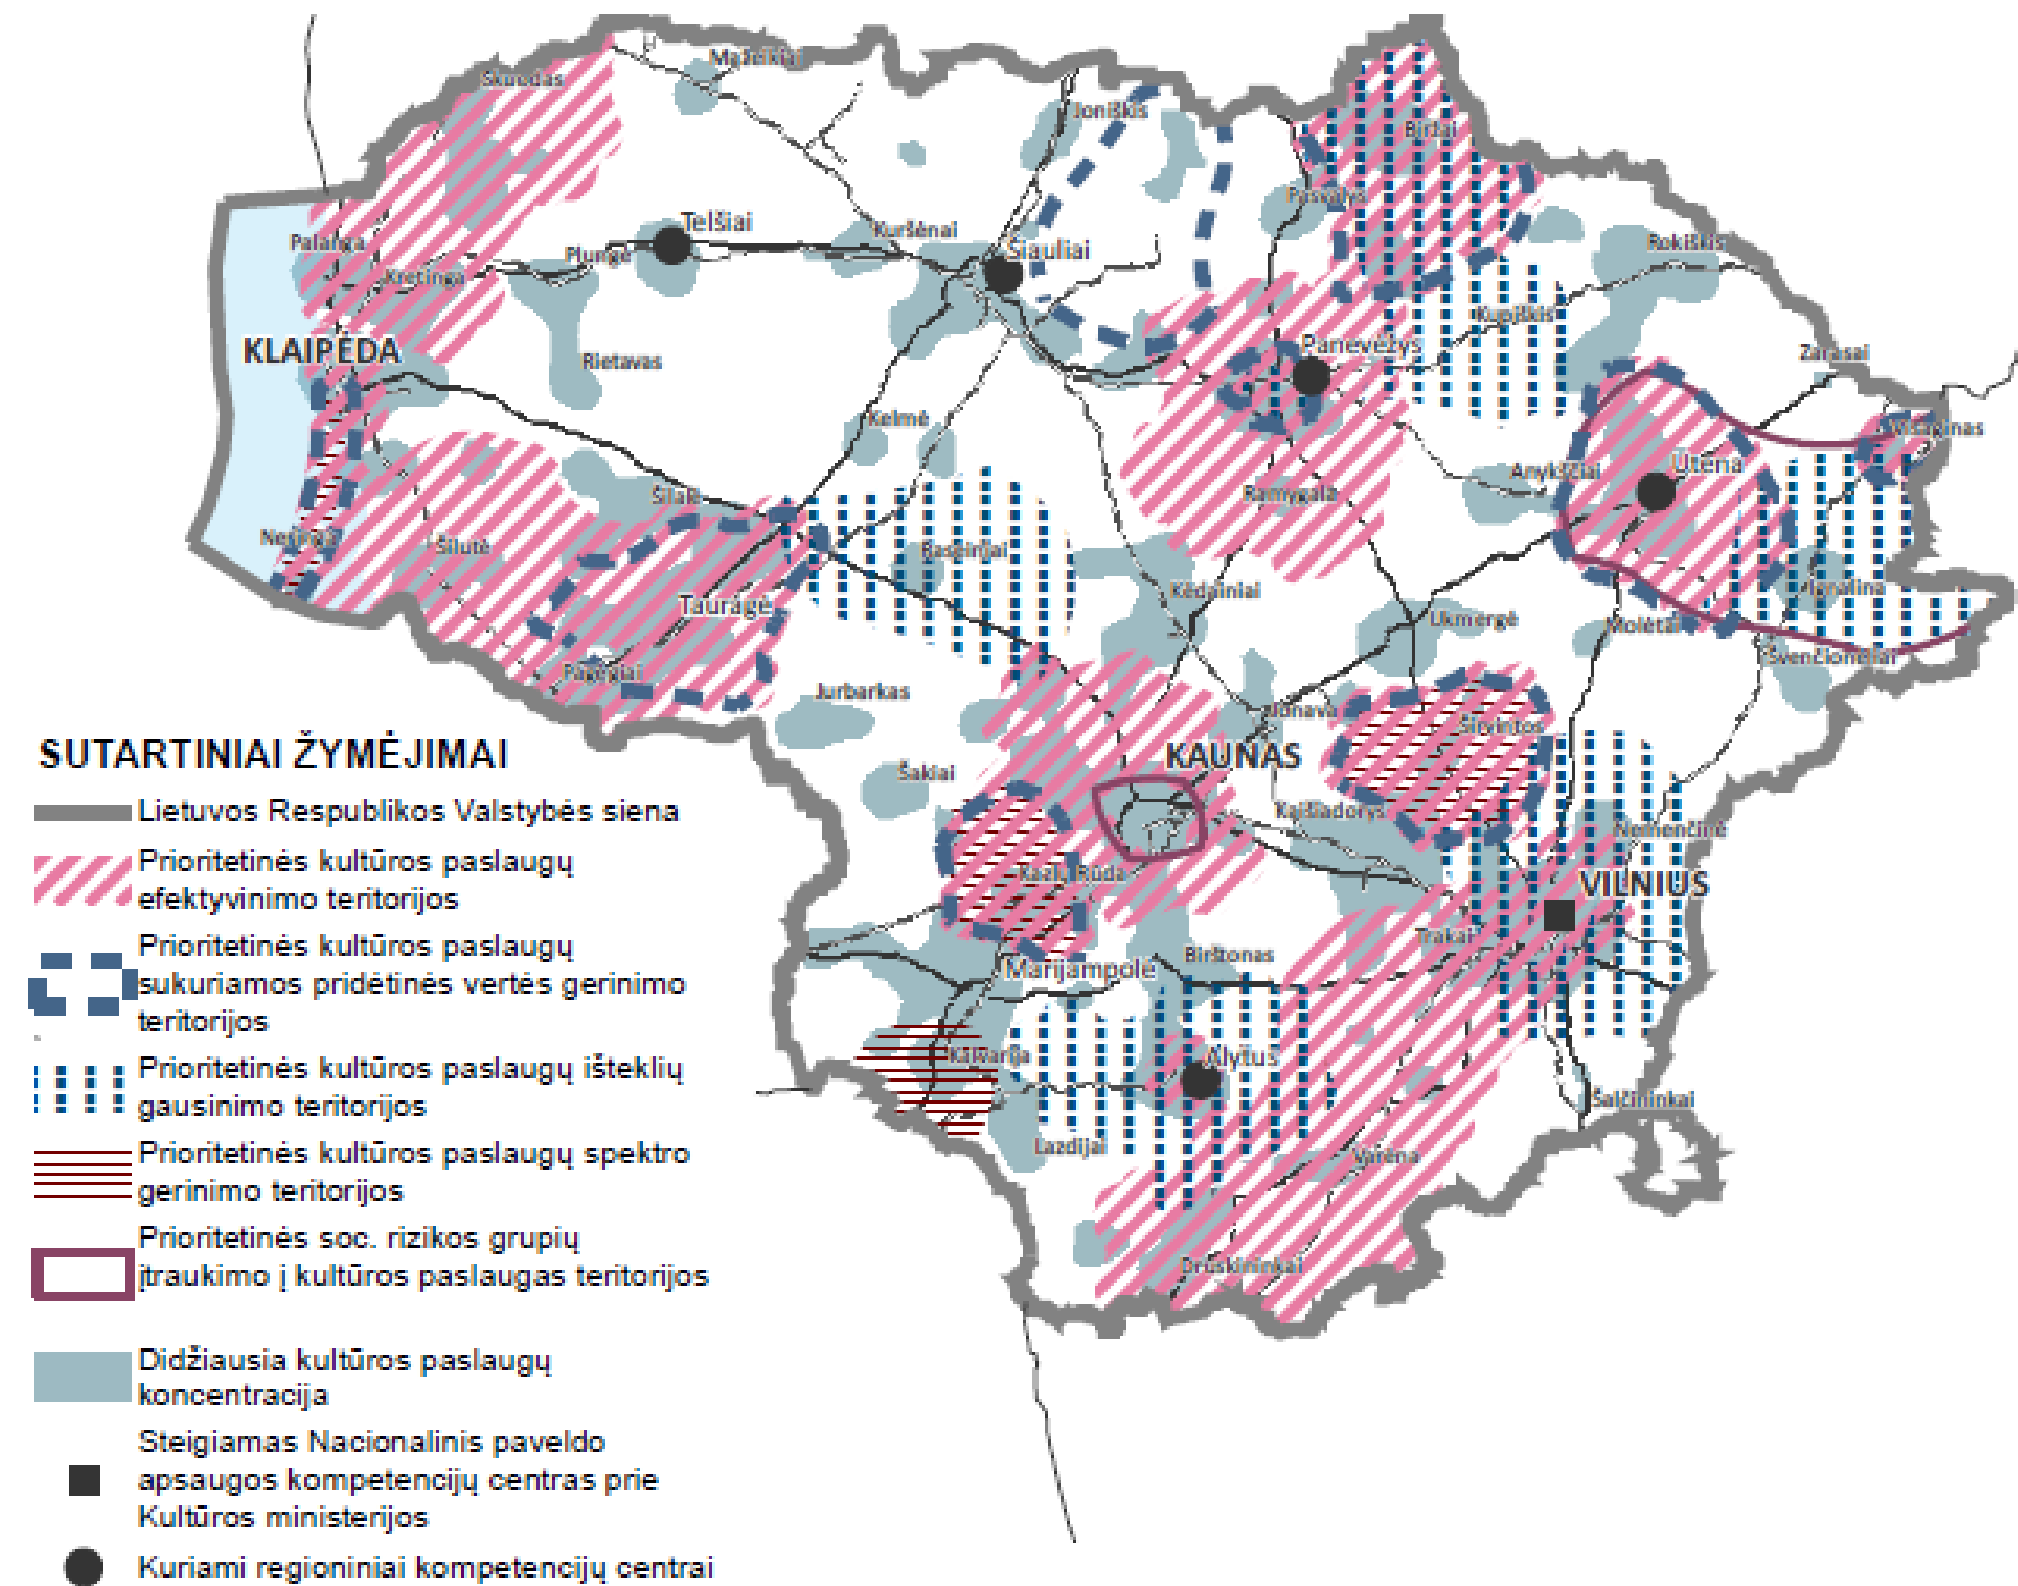 Mažeikiai
Skuodas
Joniškis
Biržai
Pasvalys
Telšiai
Kuršėnai
Šiauliai
Rokiškis
Palanga
Plungė
Kretinga
Kupiškis
KLAIPĖDA
Rietavas
Panevėžys
Zarasai
Kelmė
Visaginas
Utena
Anykščiai
Šilalė
Ramygala
Neringa
Šilutė
Raseiniai
Kėdainiai
Ignalina
Tauragė
Ukmergė
Molėtai
Švenčionėliai
Pagėgiai
Jurbarkas
Jonava
Širvintos
KAUNAS
Šakiai
Kaišiadorys
Nemenčinė
Kazlų Rūda
VILNIUS
Trakai
Birštonas
Marijampolė
Kalvarija
Alytus
Šalčininkai
Lazdijai
Varėna
Druskininkai
SUTARTINIAI ŽYMĖJIMAI
Lietuvos Respublikos Valstybės siena
Prioritetinės kultūros paslaugų
efektyvinimo teritorijos
Prioritetinės kultūros paslaugų
sukuriamos pridėtinės vertės gerinimo
teritorijos
Prioritetinės kultūros paslaugų išteklių
gausinimo teritorijos
Prioritetinės kultūros paslaugų spektro
gerinimo teritorijos
Prioritetinės soc. rizikos grupių
įtraukimo į kultūros paslaugas teritorijos
Didžiausia kultūros paslaugų
koncentracija
Steigiamas Nacionalinis paveldo
apsaugos kompetencijų centras prie
Kultūros ministerijos
Kuriami regioniniai kompetencijų centrai